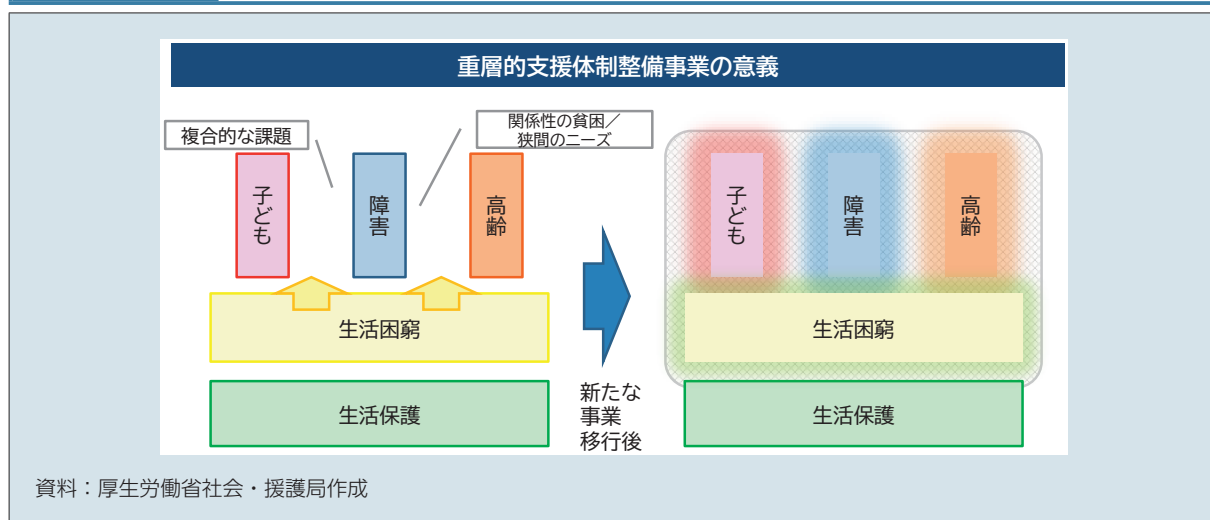 重層的支援体制整備事業の意義
複合的な課題
関係性の貧困／
狭間のニーズ
子ども
障害
高齢
生活困窮
生活保護
新たな
事業
移行後
子ども
障害
高齢
生活困窮
生活保護
資料：厚生労働省社会・援護局作成